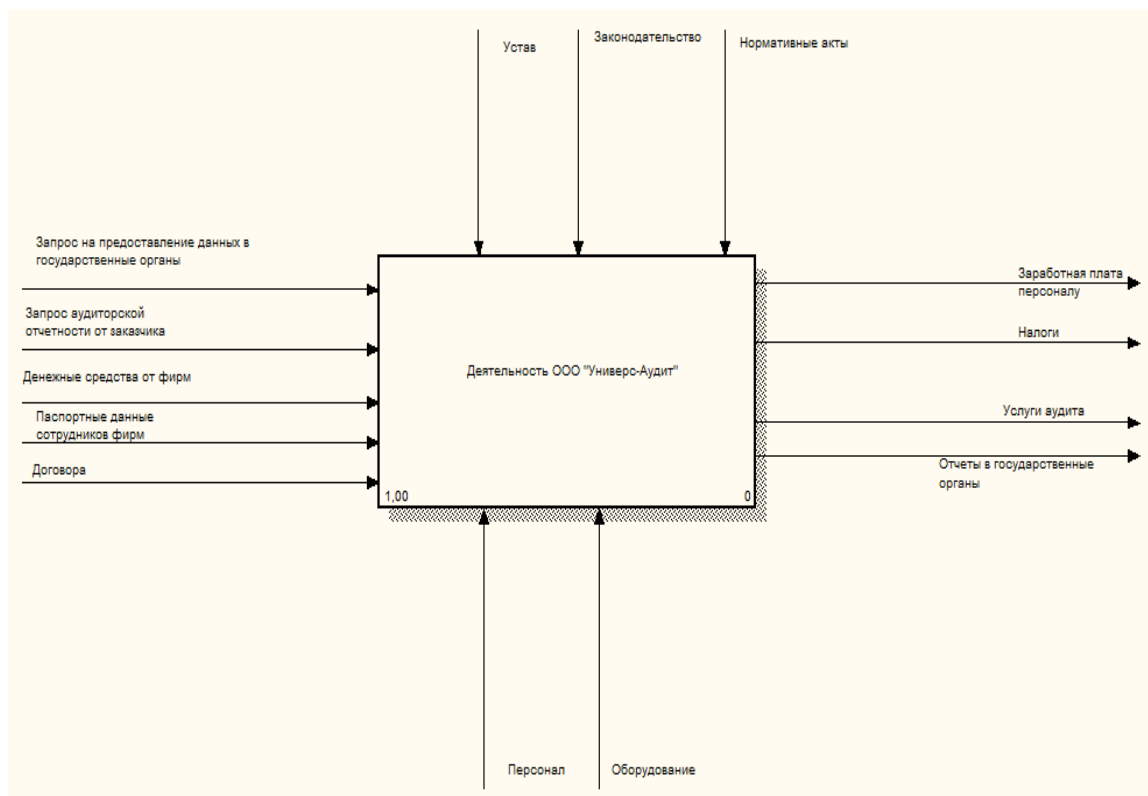 Устав
Законодательство
Нормативные акты
Запрос на предоставление данных в
государственные органы
Запрос аудиторской
отчетности от заказчика
Денежные средства от фирм
Паспортные данные
сотрудников фирм
Договора
Деятельность ООО "Универс-Аудит"
1,00
0
Заработная плата
персоналу
Налоги
Услуги аудита
Отчеты в государственные
органы
Персонал
Оборудование